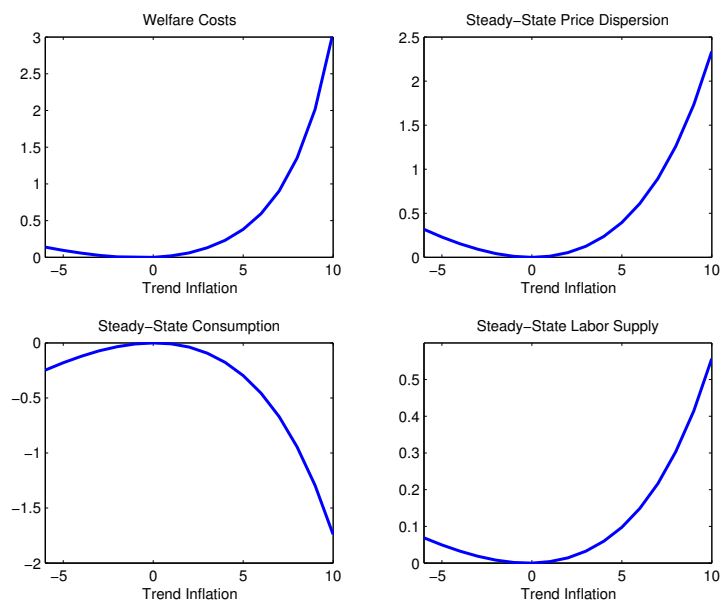 Welfare Costs
3
2.5
2
1.5
1
0.5
0
−5 0 5 10
Trend Inflation
Steady−State Price Dispersion
2.5
2
1.5
1
0.5
0
−5 0 5 10
Trend Inflation
Steady−State Consumption
−0
−0.5
−1
−1.5
−2
−5 0 5 10
Trend Inflation
Steady−State Labor Supply
0.5
0.4
0.3
0.2
0.1
0
−5 0 5 10
Trend Inflation